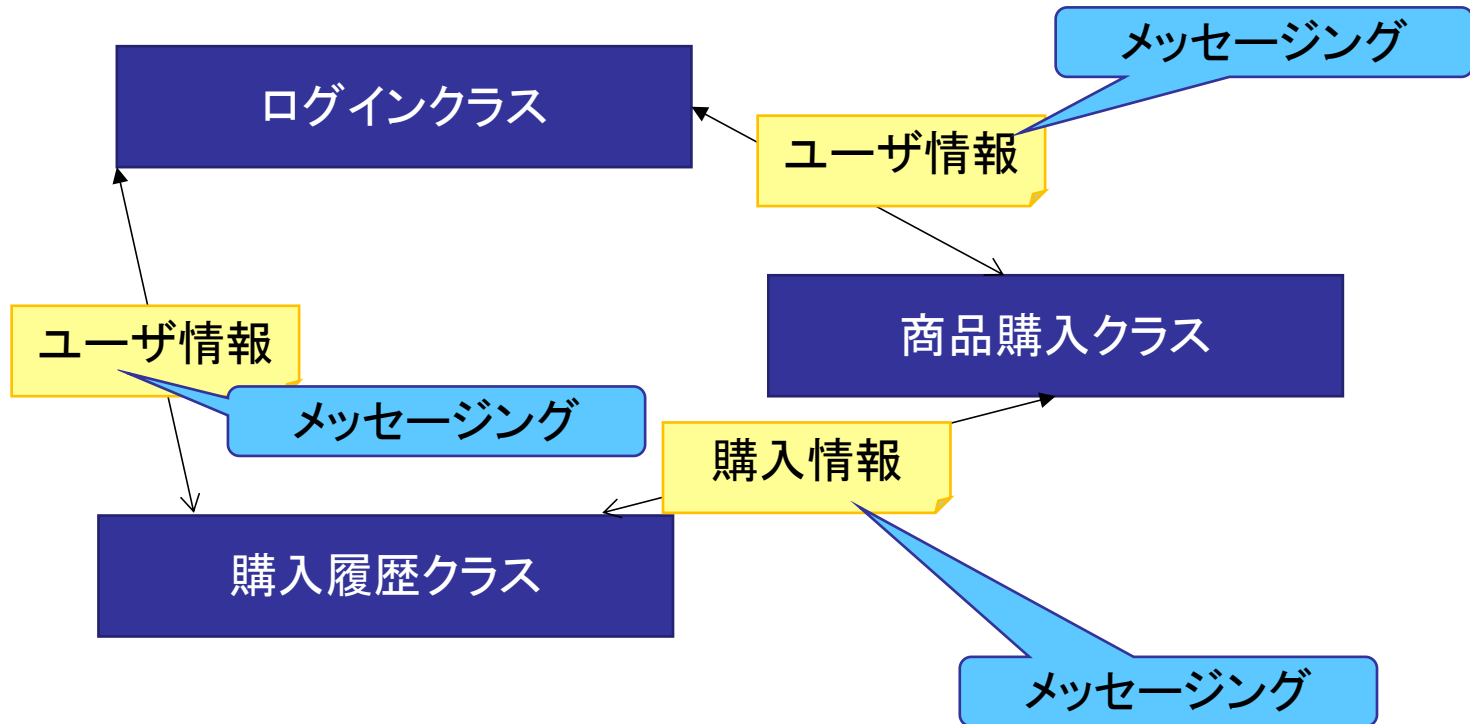 メッセージング
ログインクラス
ユーザ情報
商品購入クラス
ユーザ情報
メッセージング
購入情報
購入履歴クラス
メッセージング